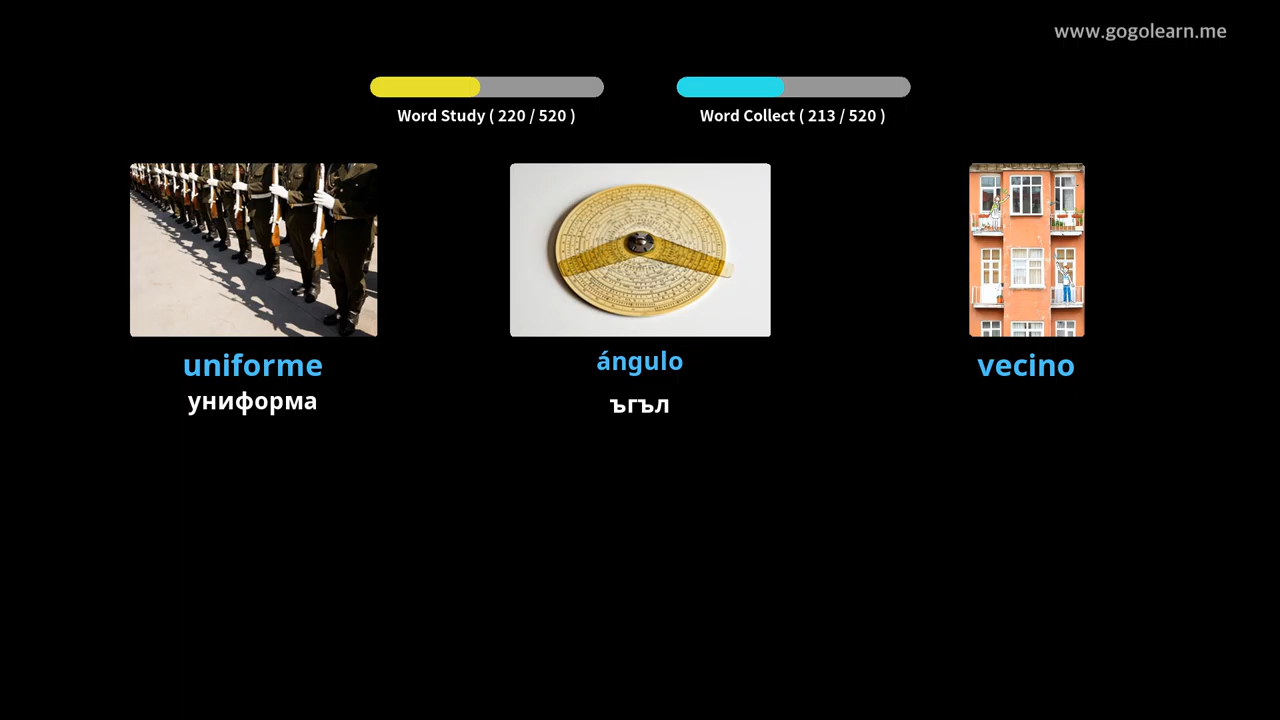 www.gogolearn.me
Word Study ( 220 / 520 )
Word Collect ( 213 / 520 )
uniforme
униформа
ángulo
ъгъл
vecino